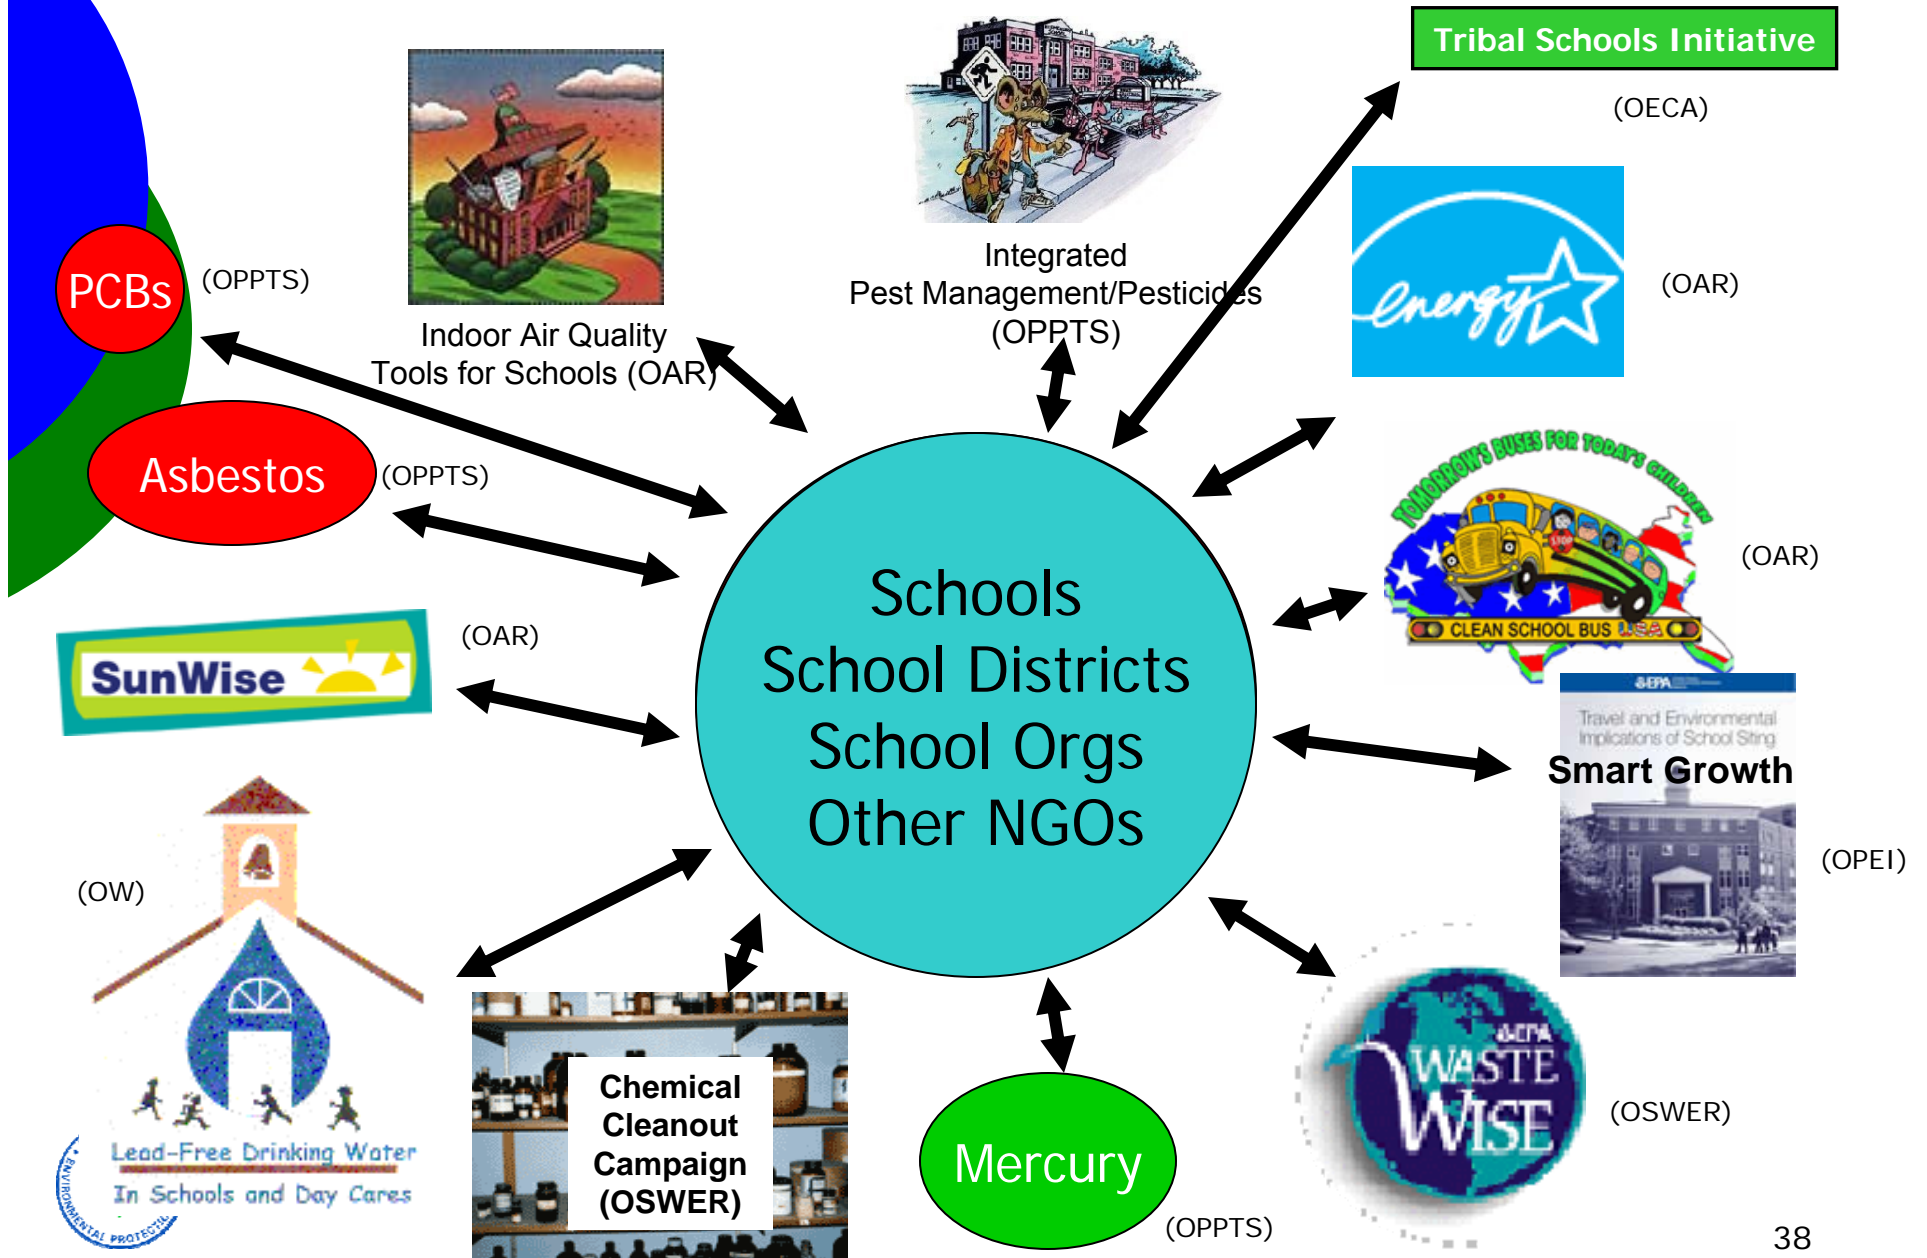 Tribal Schools Initiative
(OECA)
PCBs
(OPPTS)
Indoor Air Quality
Tools for Schools (OAR)
Integrated
Pest Management/Pesticides
(OPPTS)
energy
(OAR)
Asbestos
(OPPTS)
TOMORROW'S BUSES FOR TODAY'S CHILDREN
STOP
CLEAN SCHOOL BUS USA
(OAR)
SunWise
(OAR)
Schools
School Districts
School Orgs
Other NGOs
EPA
Travel and Environmental
Implications of School Siting
Smart Growth
(OPEI)
(OW)
Lead-Free Drinking Water
In Schools and Day Cares
Chemical
Cleanout
Campaign
(OSWER)
Mercury
(OPPTS)
EPA
WASTE
WISE
(OSWER)
38